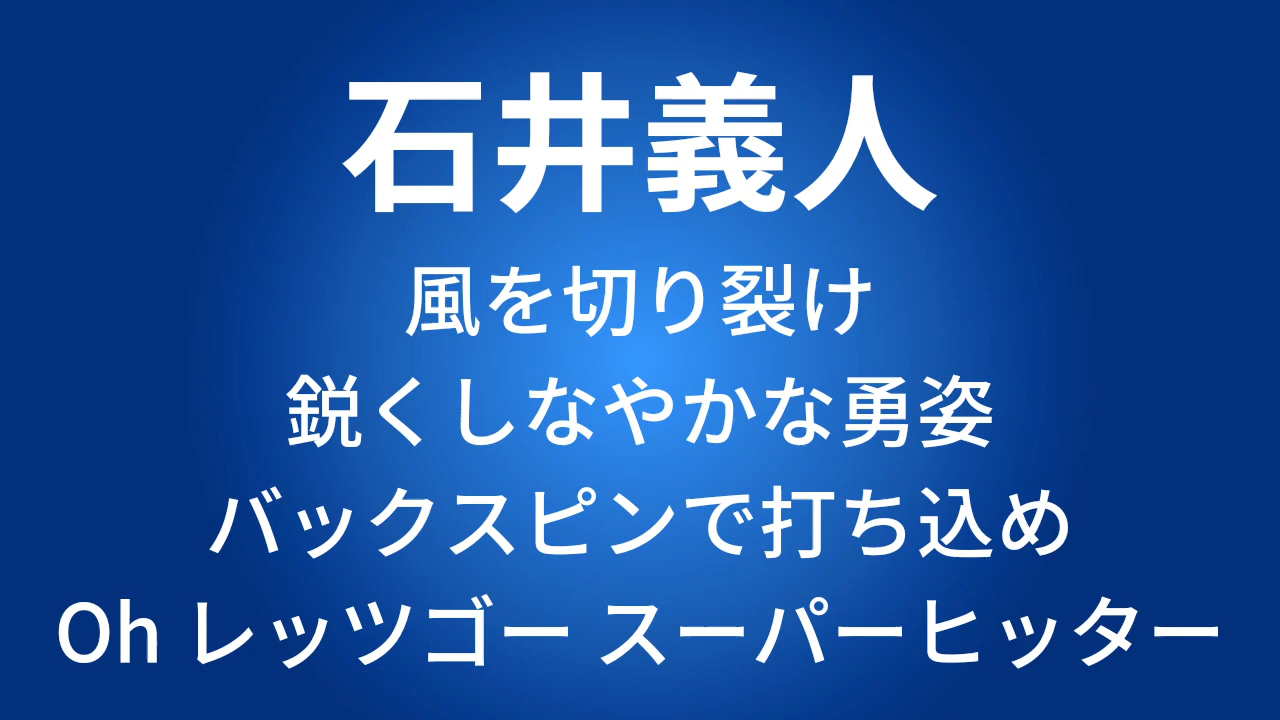 石井義人
風を切り裂け
鋭くしなやかな勇姿
バックスピンで打ち込め
Oh レッツゴー スーパーヒッター